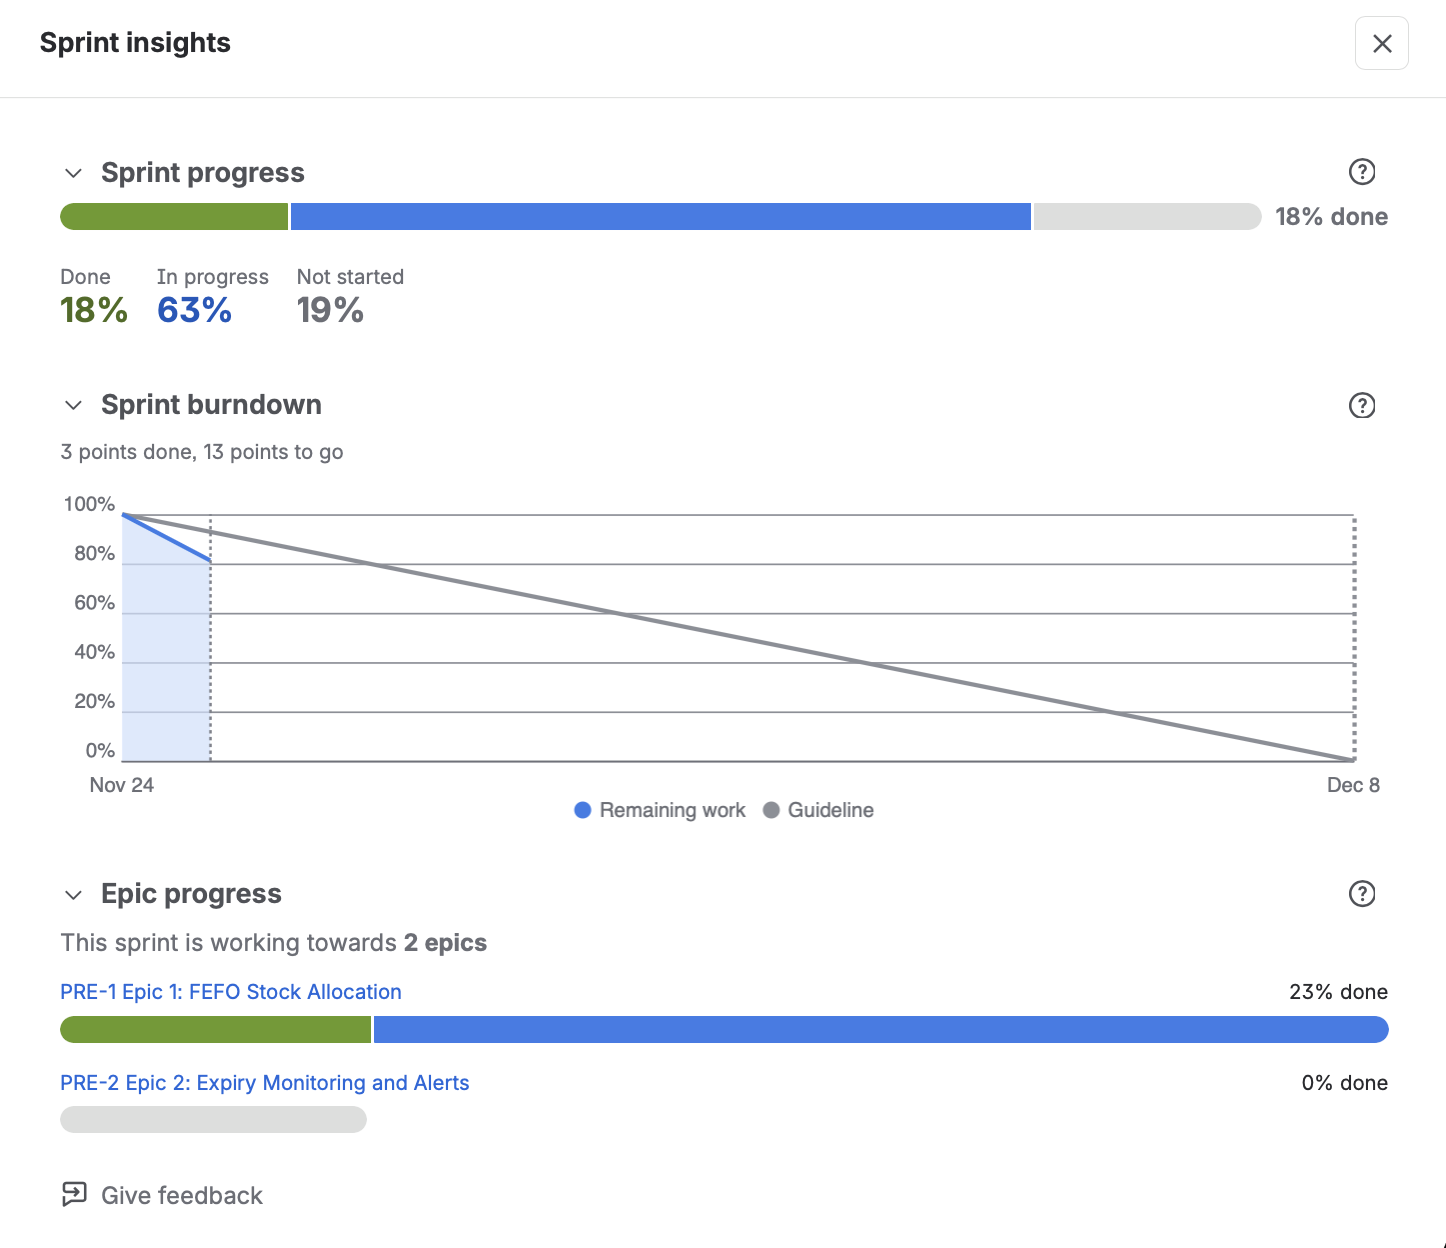 Sprint insights
Sprint progress
18% done
Done In progress Not started
18% 63% 19%
Sprint burndown
3 points done, 13 points to go
100%
80%
60%
40%
20%
0%
Nov 24 Dec 8
Remaining work Guideline
Epic progress
This sprint is working towards 2 epics
PRE-1 Epic 1: FEFO Stock Allocation 23% done
PRE-2 Epic 2: Expiry Monitoring and Alerts 0% done
Give feedback